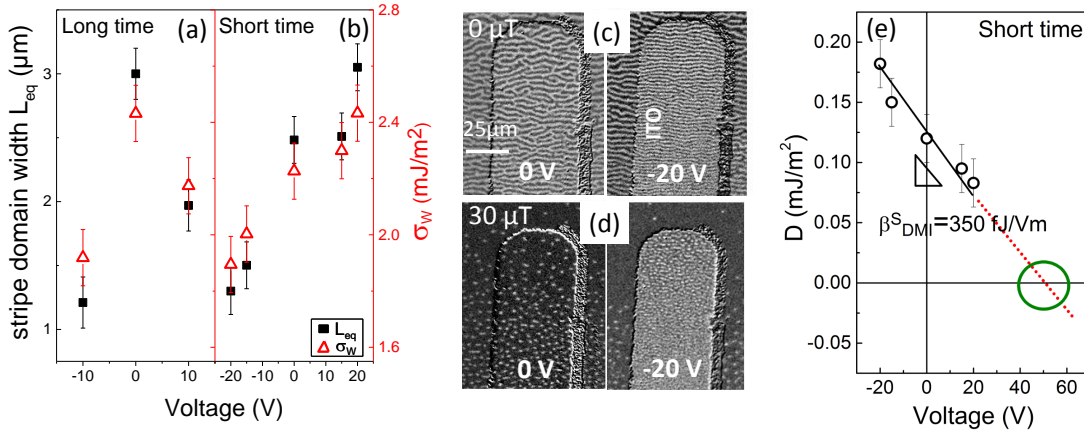 Long time (a)
Short time (b)
stripe domain width L_eq (μm)
3
2
1
-10 0 10
-20 0 20
Voltage (V)
L_eq
σ_W
2.8
2.4
2.0
1.6
σ_W (mJ/m²)
0 μT
(c)
25μm
ITO
0 V
-20 V
30 μT
(d)
0 V
-20 V
(e)
Short time
D (mJ/m²)
0.20
0.15
0.10
0.05
0.00
-0.05
β^S_DMI=350 fJ/Vm
-20 0 20 40 60
Voltage (V)